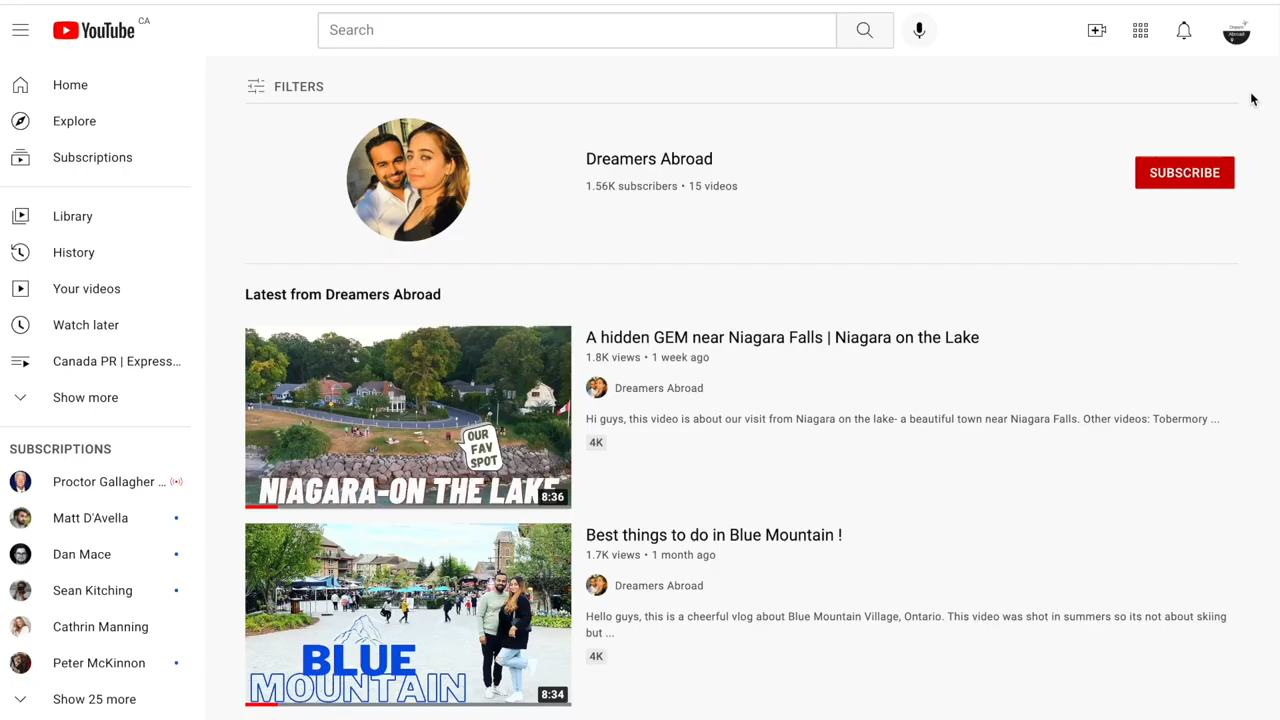 YouTube CA
Search
Dream
Abroad
Home
Explore
Subscriptions
Library
History
Your videos
Watch later
Canada PR | Express...
Show more
SUBSCRIPTIONS
Proctor Gallagher ...
Matt D'Avella
Dan Mace
Sean Kitching
Cathrin Manning
Peter McKinnon
Show 25 more
FILTERS
Dreamers Abroad
1.56K subscribers • 15 videos
SUBSCRIBE
Latest from Dreamers Abroad
OUR
FAV
SPOT
NIAGARA-ON THE LAKE
8:36
A hidden GEM near Niagara Falls | Niagara on the Lake
1.8K views • 1 week ago
Dreamers Abroad
Hi guys, this video is about our visit from Niagara on the lake- a beautiful town near Niagara Falls. Other videos: Tobermory ...
4K
BLUE
MOUNTAIN
8:34
Best things to do in Blue Mountain !
1.7K views • 1 month ago
Dreamers Abroad
Hello guys, this is a cheerful vlog about Blue Mountain Village, Ontario. This video was shot in summers so its not about skiing
but ...
4K